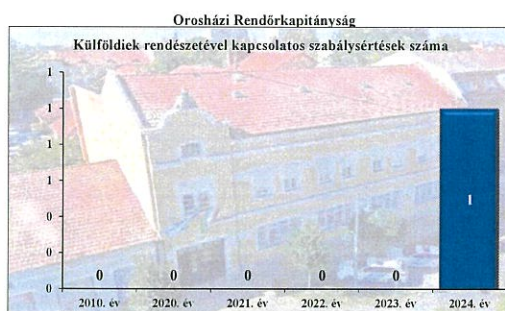 Orosházi Rendőrkapitányság
Külföldiek rendészetével kapcsolatos szabálysértések száma
1
1
1
1
0
0
0
0 0 0 0 0 1
2010. év 2020. év 2021. év 2022. év 2023. év 2024. év